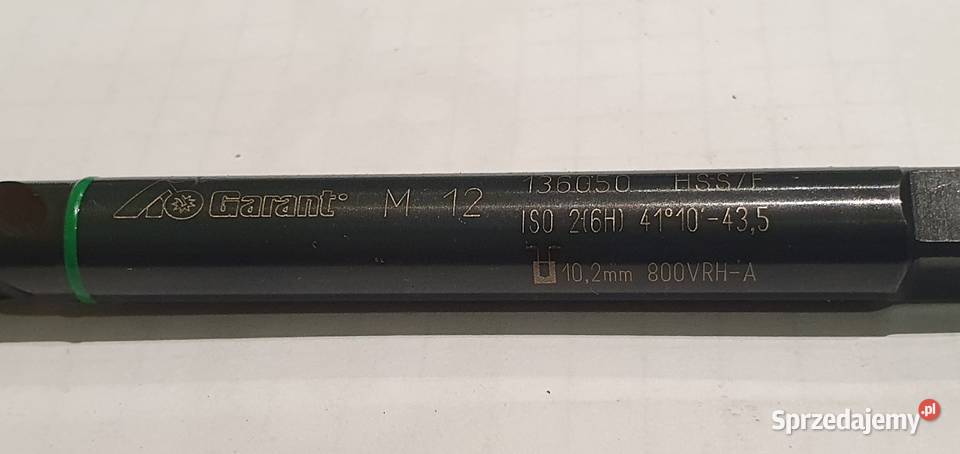 Garant M 12 136050 HSS/E
ISO 2(6H) 41°10'-43,5
10,2mm 800VRH-A
Sprzedajemy.pl